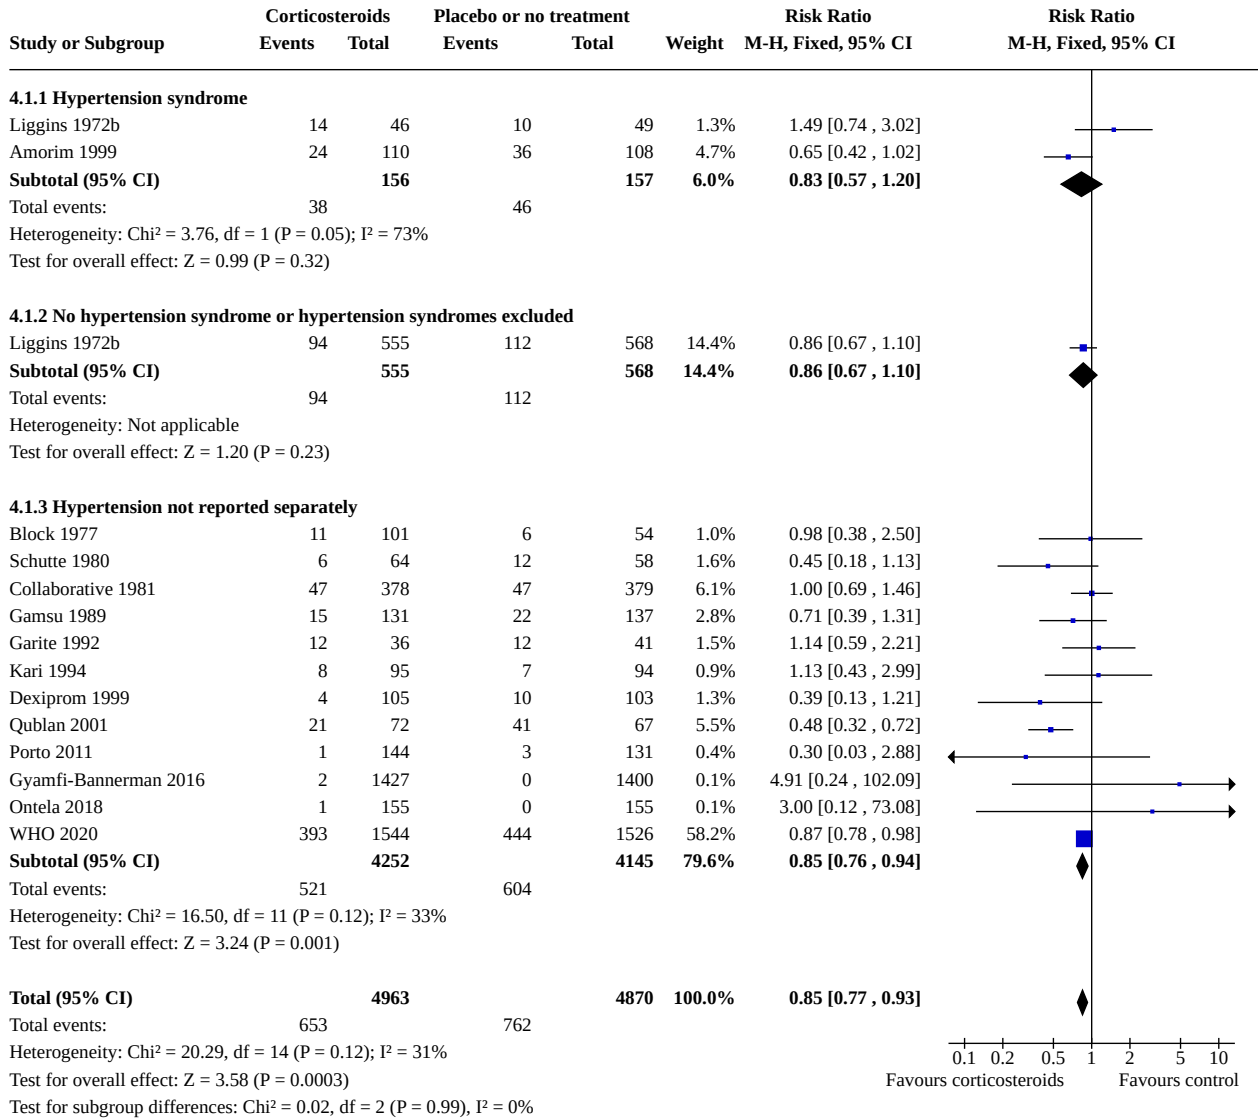 Corticosteroids Placebo or no treatment Risk Ratio Risk Ratio
Study or Subgroup Events Total Events Total Weight M-H, Fixed, 95% CI M-H, Fixed, 95% CI
4.1.1 Hypertension syndrome
Liggins 1972b 14 46 10 49 1.3% 1.49 [0.74 , 3.02]
Amorim 1999 24 110 36 108 4.7% 0.65 [0.42 , 1.02]
Subtotal (95% CI) 156 157 6.0% 0.83 [0.57 , 1.20]
Total events: 38 46
Heterogeneity: Chi² = 3.76, df = 1 (P = 0.05); I² = 73%
Test for overall effect: Z = 0.99 (P = 0.32)
4.1.2 No hypertension syndrome or hypertension syndromes excluded
Liggins 1972b 94 555 112 568 14.4% 0.86 [0.67 , 1.10]
Subtotal (95% CI) 555 568 14.4% 0.86 [0.67 , 1.10]
Total events: 94 112
Heterogeneity: Not applicable
Test for overall effect: Z = 1.20 (P = 0.23)
4.1.3 Hypertension not reported separately
Block 1977 11 101 6 54 1.0% 0.98 [0.38 , 2.50]
Schutte 1980 6 64 12 58 1.6% 0.45 [0.18 , 1.13]
Collaborative 1981 47 378 47 379 6.1% 1.00 [0.69 , 1.46]
Gamsu 1989 15 131 22 137 2.8% 0.71 [0.39 , 1.31]
Garite 1992 12 36 12 41 1.5% 1.14 [0.59 , 2.21]
Kari 1994 8 95 7 94 0.9% 1.13 [0.43 , 2.99]
Dexiprom 1999 4 105 10 103 1.3% 0.39 [0.13 , 1.21]
Qublan 2001 21 72 41 67 5.5% 0.48 [0.32 , 0.72]
Porto 2011 1 144 3 131 0.4% 0.30 [0.03 , 2.88]
Gyamfi-Bannerman 2016 2 1427 0 1400 0.1% 4.91 [0.24 , 102.09]
Ontela 2018 1 155 0 155 0.1% 3.00 [0.12 , 73.08]
WHO 2020 393 1544 444 1526 58.2% 0.87 [0.78 , 0.98]
Subtotal (95% CI) 4252 4145 79.6% 0.85 [0.76 , 0.94]
Total events: 521 604
Heterogeneity: Chi² = 16.50, df = 11 (P = 0.12); I² = 33%
Test for overall effect: Z = 3.24 (P = 0.001)
Total (95% CI) 4963 4870 100.0% 0.85 [0.77 , 0.93]
Total events: 653 762
Heterogeneity: Chi² = 20.29, df = 14 (P = 0.12); I² = 31%
0.1 0.2 0.5 1 2 5 10
Test for overall effect: Z = 3.58 (P = 0.0003) Favours corticosteroids Favours control
Test for subgroup differences: Chi² = 0.02, df = 2 (P = 0.99), I² = 0%